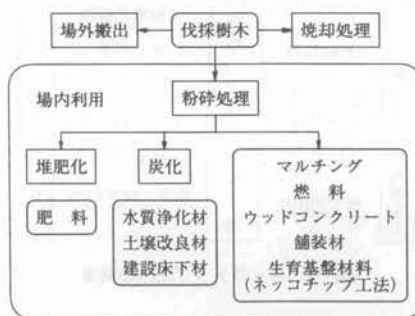 場外搬出
伐採樹木
焼却処理
場内利用
粉砕処理
堆肥化
炭化
肥料
水質浄化材
土壌改良材
建設床下材
マルチング
燃料
ウッドコンクリート
舗装材
生育基盤材料
(ネッコチップ工法)